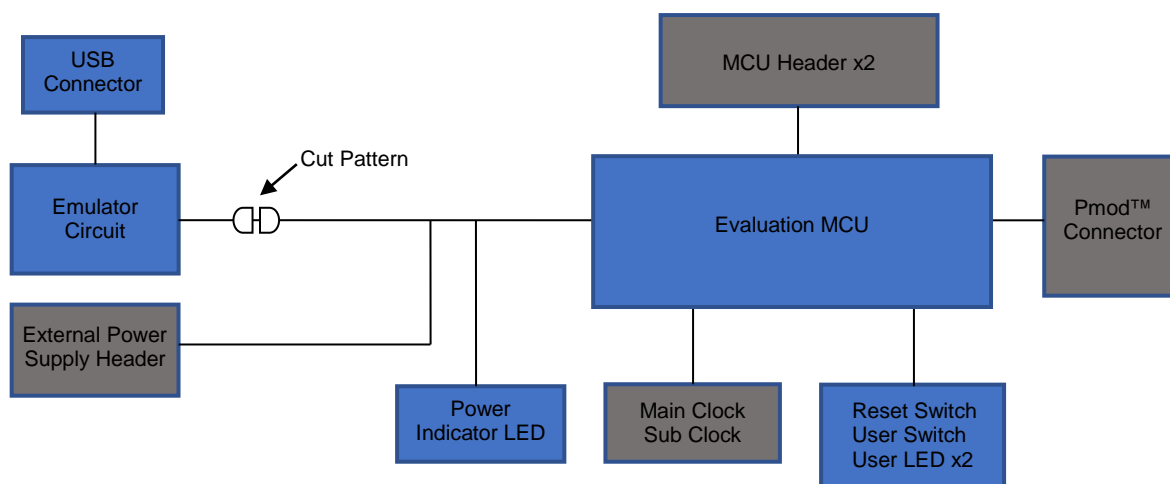 USB
Connector
MCU Header x2
Cut Pattern
Emulator
Circuit
Evaluation MCU
Pmod™
Connector
External Power
Supply Header
Power
Indicator LED
Main Clock
Sub Clock
Reset Switch
User Switch
User LED x2